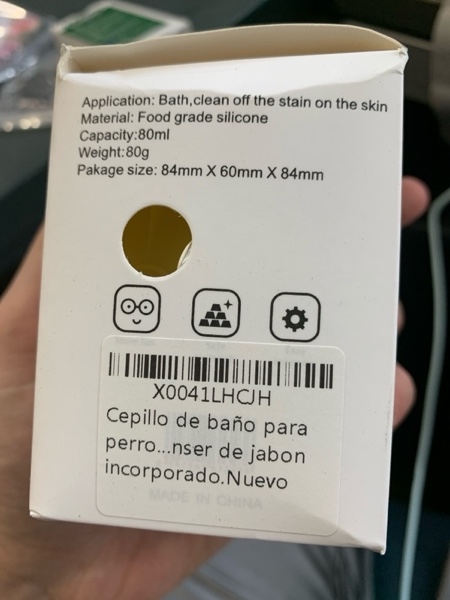 Application: Bath,clean off the stain on the skin
Material: Food grade silicone
Capacity:80ml
Weight:80g
Pakage size: 84mm X 60mm X 84mm
X0041LHCJH
Cepillo de baño para
perro...nser de jabon
incorporado.Nuevo
MADE IN CHINA